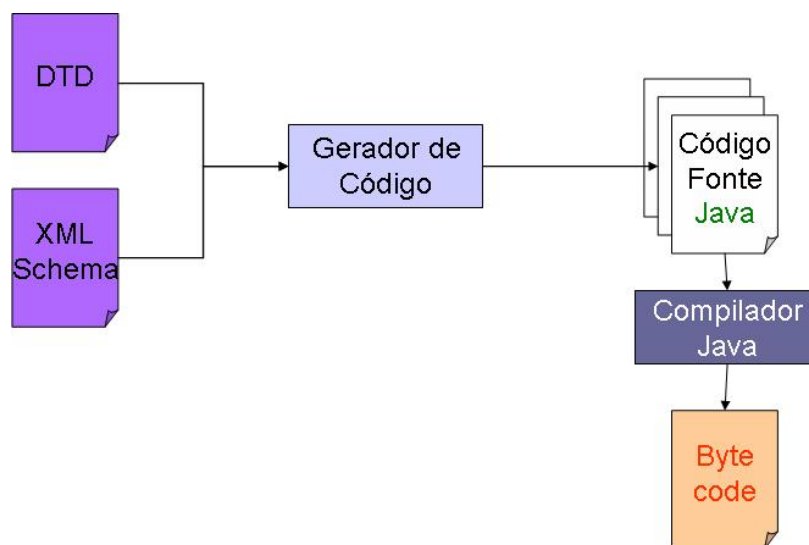 DTD
XML
Schema
Gerador de
Código
Código
Fonte
Java
Compilador
Java
Byte
code